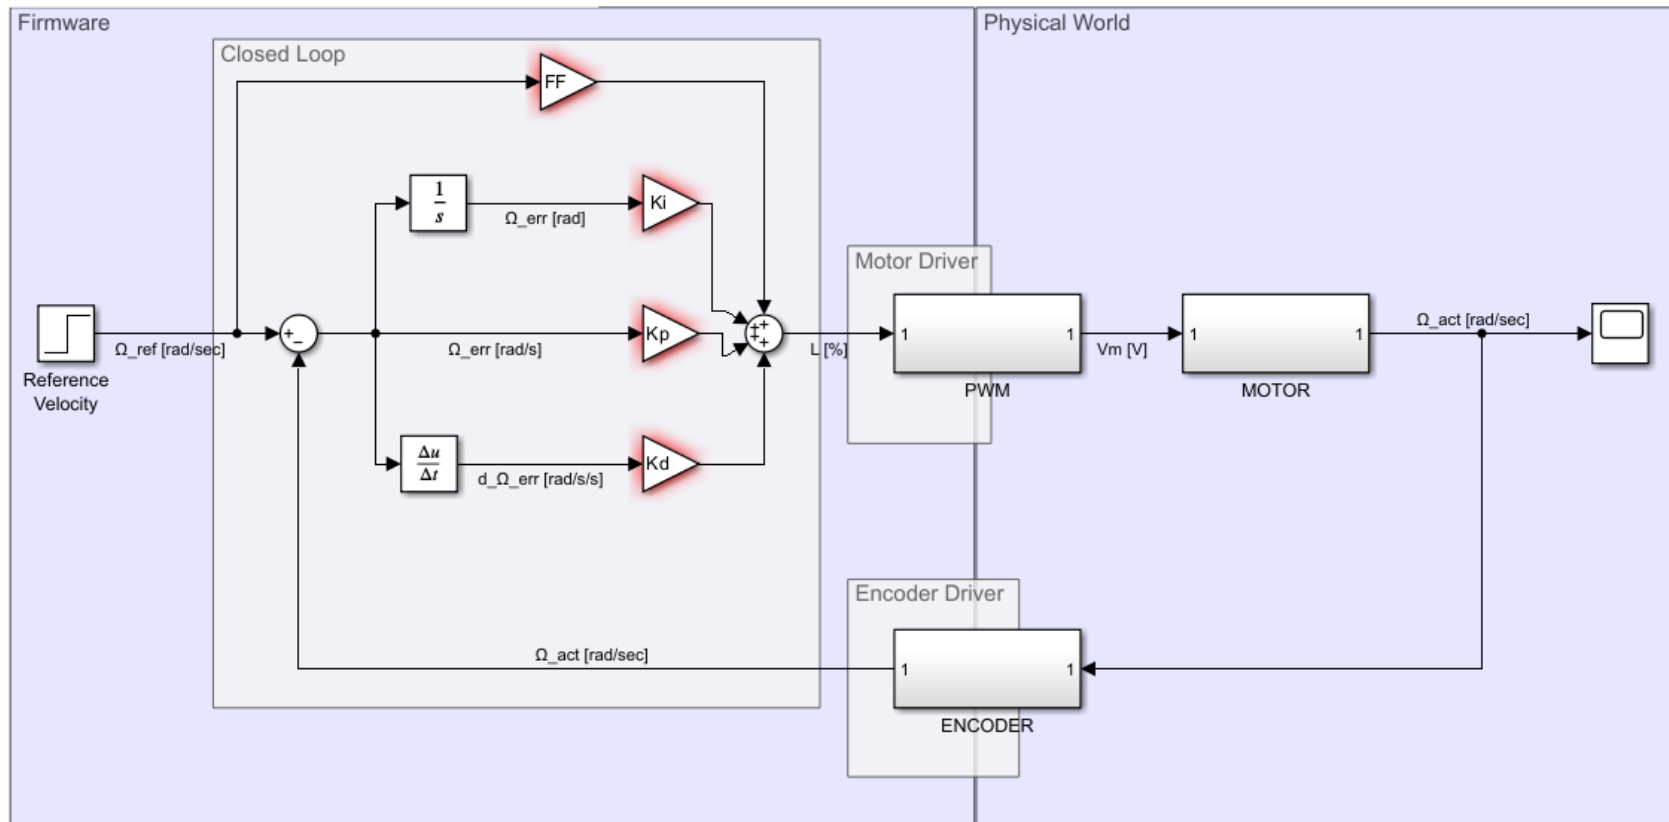 Firmware
Physical World
Closed Loop
FF
1
s
Ω_err [rad]
Ki
Motor Driver
Ω_ref [rad/sec]
Reference
Velocity
+
−
Ω_err [rad/s]
Kp
+
+
+
+
L [%]
1
1
PWM
Vm [V]
1
1
MOTOR
Ω_act [rad/sec]
Δu
Δt
d_Ω_err [rad/s/s]
Kd
Encoder Driver
Ω_act [rad/sec]
1
1
ENCODER